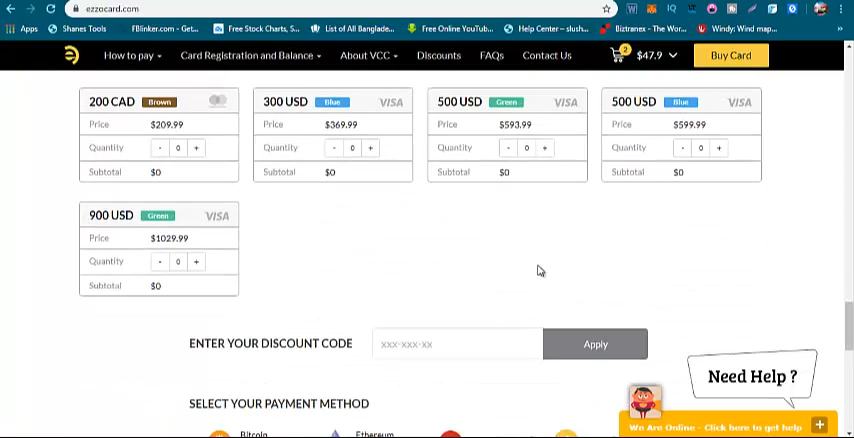 ezzocard.com
Apps Shanes Tools FBlinker.com - Get... Free Stock Charts, S... List of All Banglade... Free Online YouTub... Help Center – slush... Biztranex - The Wor... Windy: Wind map... »
How to pay Card Registration and Balance About VCC Discounts FAQs Contact Us 2 $47.9 Buy Card
200 CAD Brown 300 USD Blue VISA 500 USD Green VISA 500 USD Blue VISA
Price $209.99 Price $369.99 Price $593.99 Price $599.99
Quantity - 0 + Quantity - 0 + Quantity - 0 + Quantity - 0 +
Subtotal $0 Subtotal $0 Subtotal $0 Subtotal $0
900 USD Green VISA
Price $1029.99
Quantity - 0 +
Subtotal $0
ENTER YOUR DISCOUNT CODE xxx-xxx-xx Apply
Need Help ?
SELECT YOUR PAYMENT METHOD
We Are Online - Click here to get help +
Bitcoin Ethereum